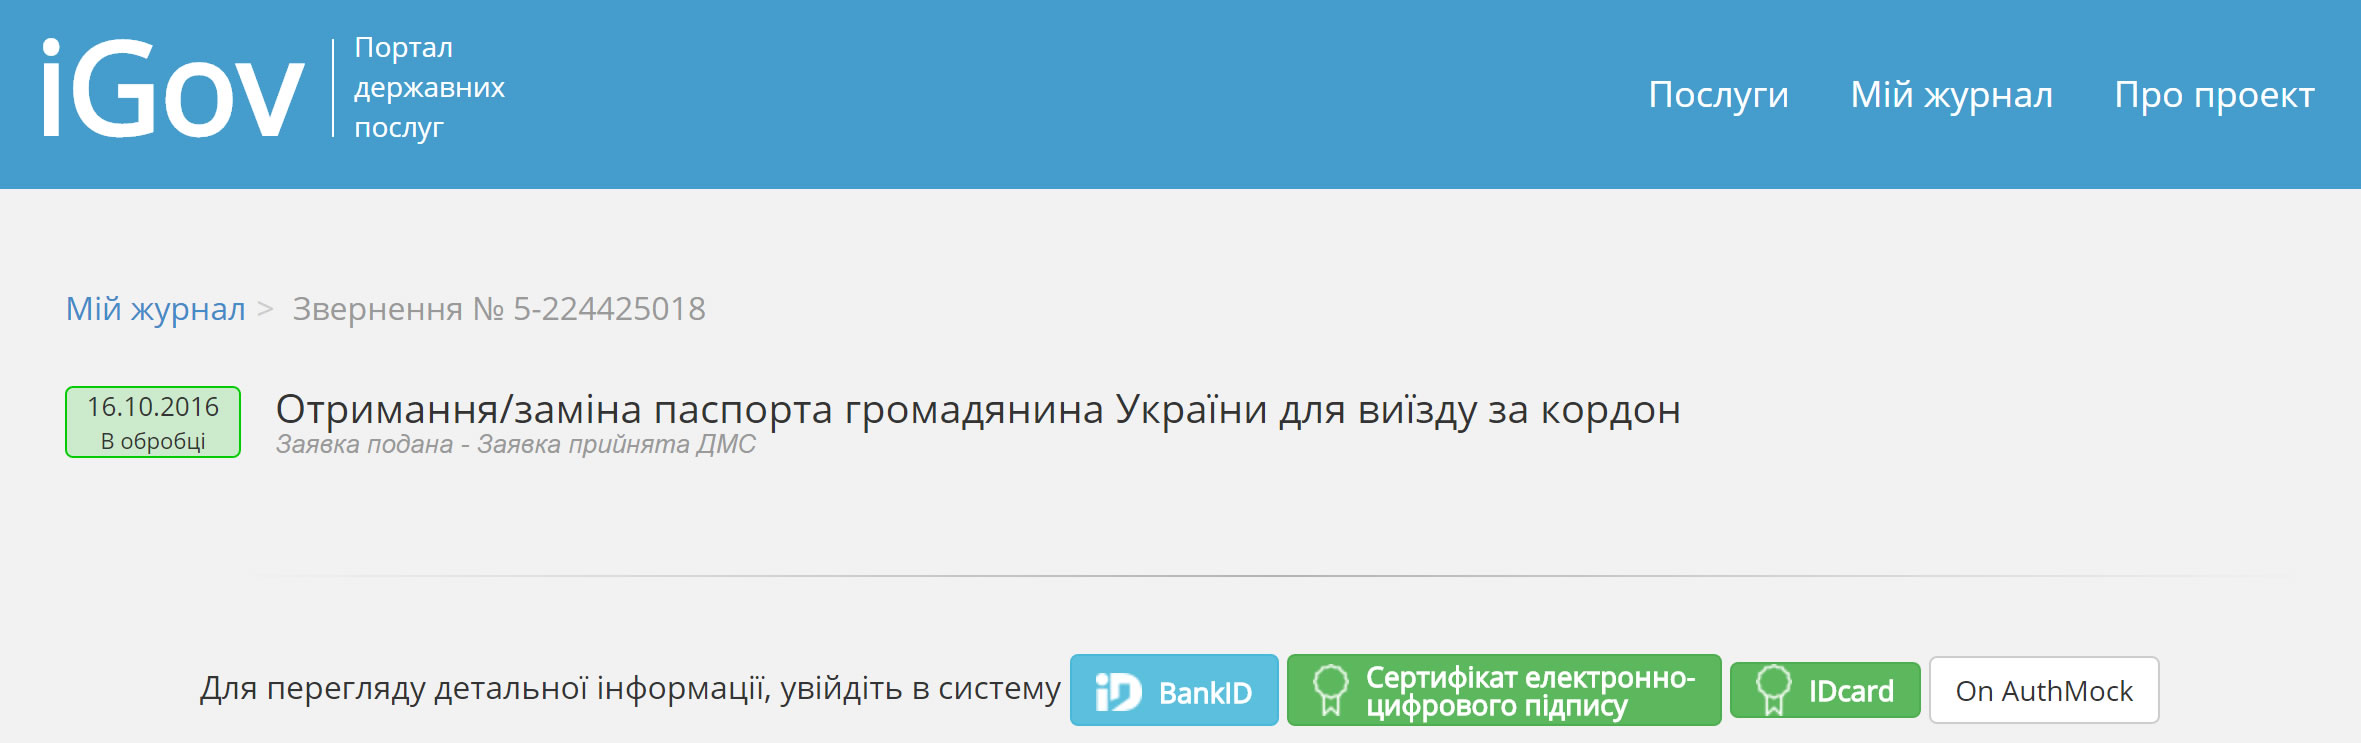 iGov
Портал
державних
послуг
Послуги
Мій журнал
Про проект
Мій журнал > Звернення № 5-224425018
16.10.2016
В обробці
Отримання/заміна паспорта громадянина України для виїзду за кордон
Заявка подана - Заявка прийнята ДМС
Для перегляду детальної інформації, увійдіть в систему
iD BankID
Сертифікат електронно-
цифрового підпису
IDcard
On AuthMock